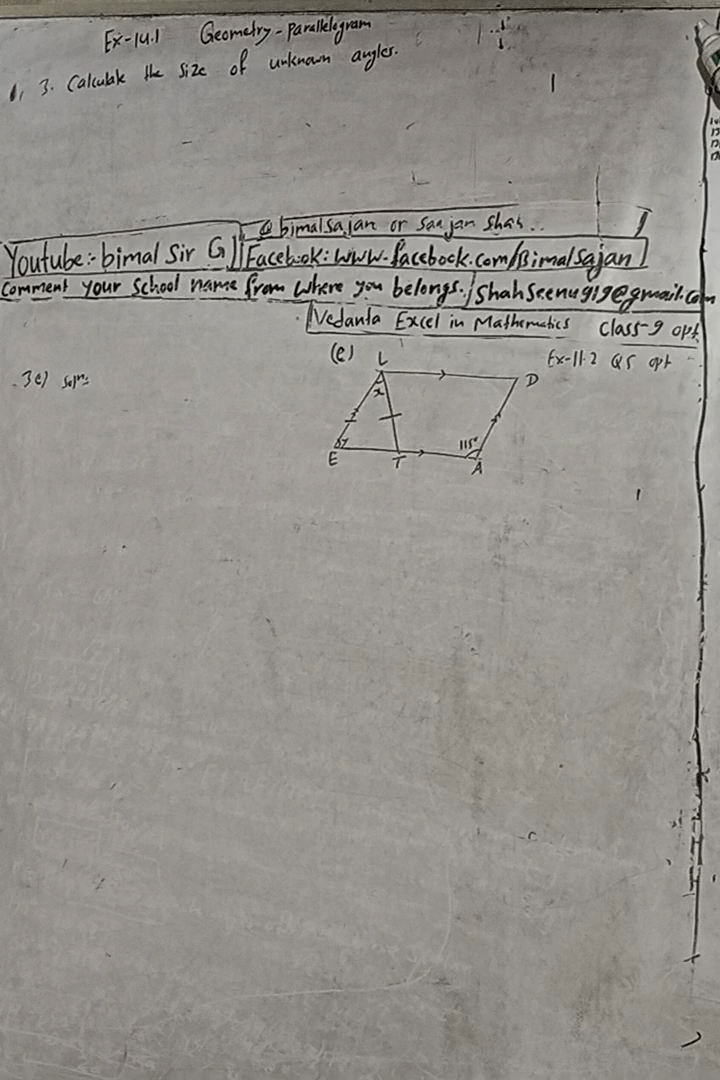 Ex-14.1 Geometry-parallelogram
3. Calculate the size of unknown angles.
@bimalsajan or Saajan Shah..
Youtube:- bimal Sir G
Facebook: www.facebook.com/Bimalsajan
Comment your School name from where you belongs.
Shahseenu919@gmail.com
Vedanta Excel in Mathematics Class-9 opt
(e)
Ex-11.2 Q5 opt
3e) Soln:
L
D
x
y
115°
E
T
A